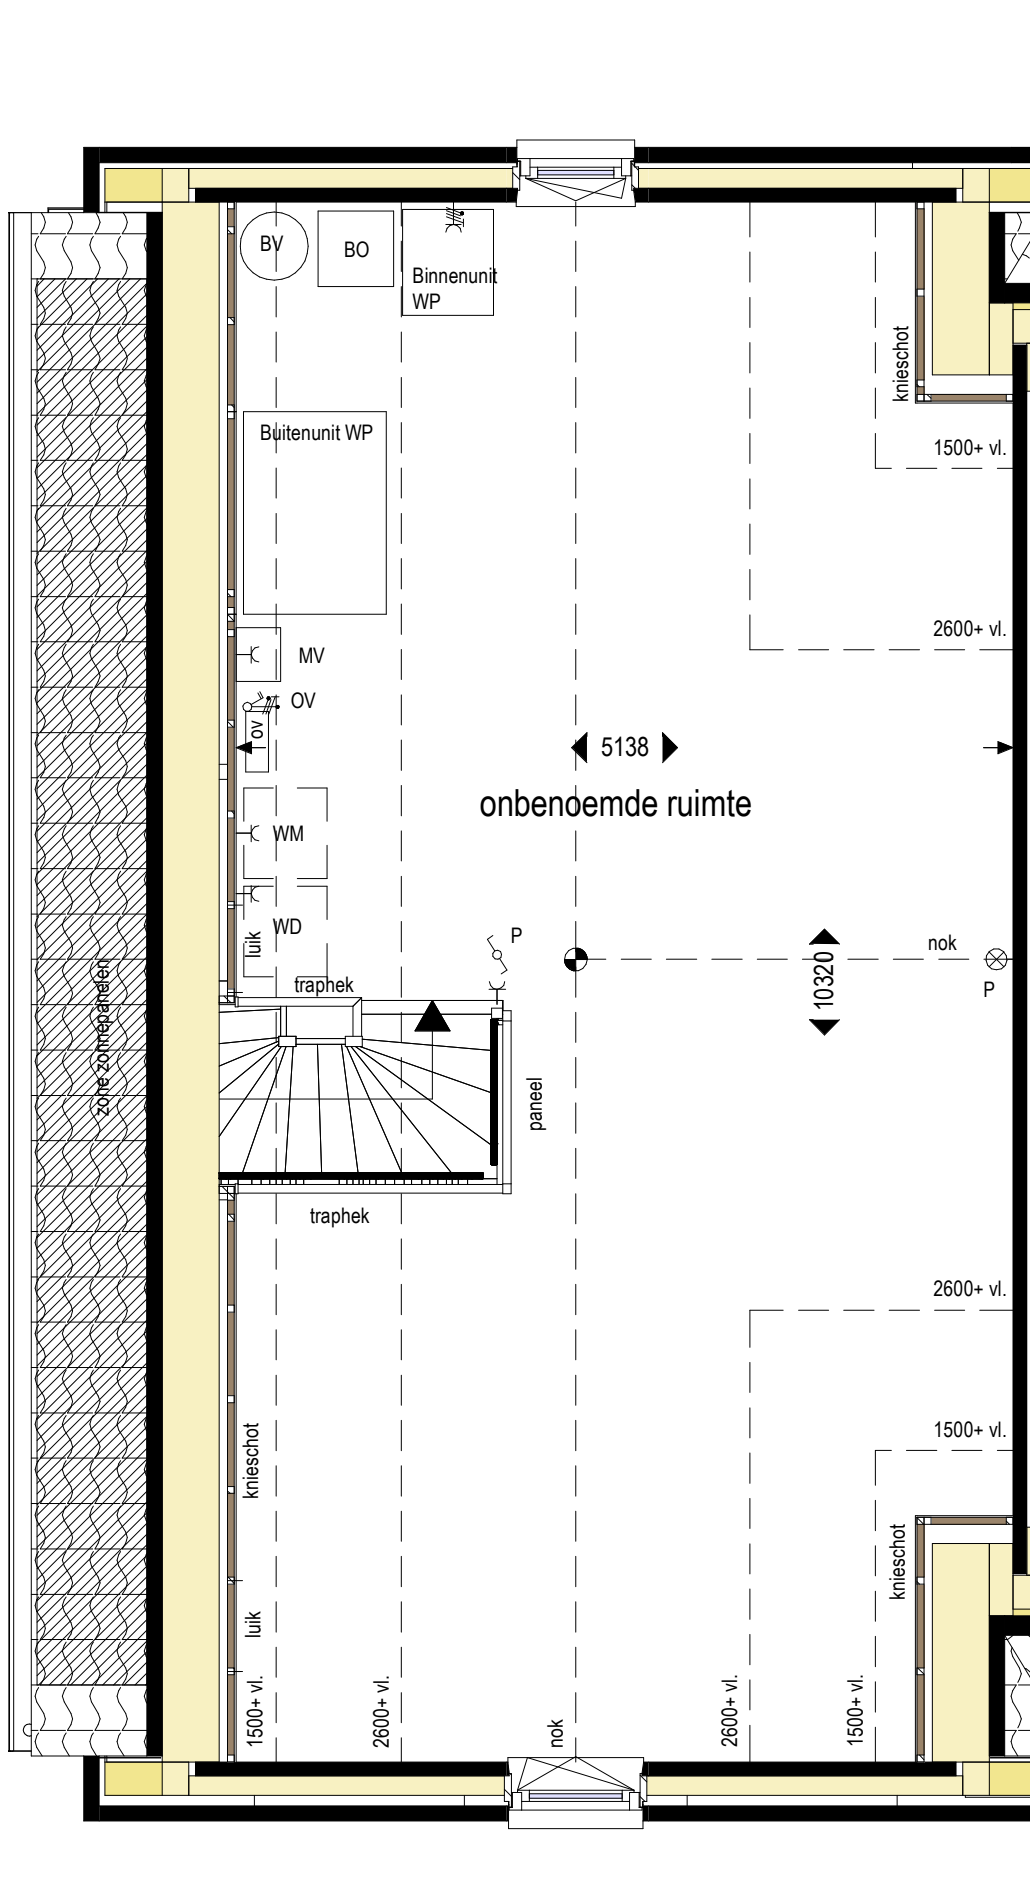 BV
BO
Binnenunit
WP
knieschot
Buitenunit WP
1500+ vl.
2600+ vl.
MV
OV
ov
5138
onbenoemde ruimte
WM
WD
luik
P
nok
10320
P
zone zonnepanelen
traphek
paneel
traphek
2600+ vl.
1500+ vl.
knieschot
knieschot
luik
1500+ vl.
2600+ vl.
nok
2600+ vl.
1500+ vl.